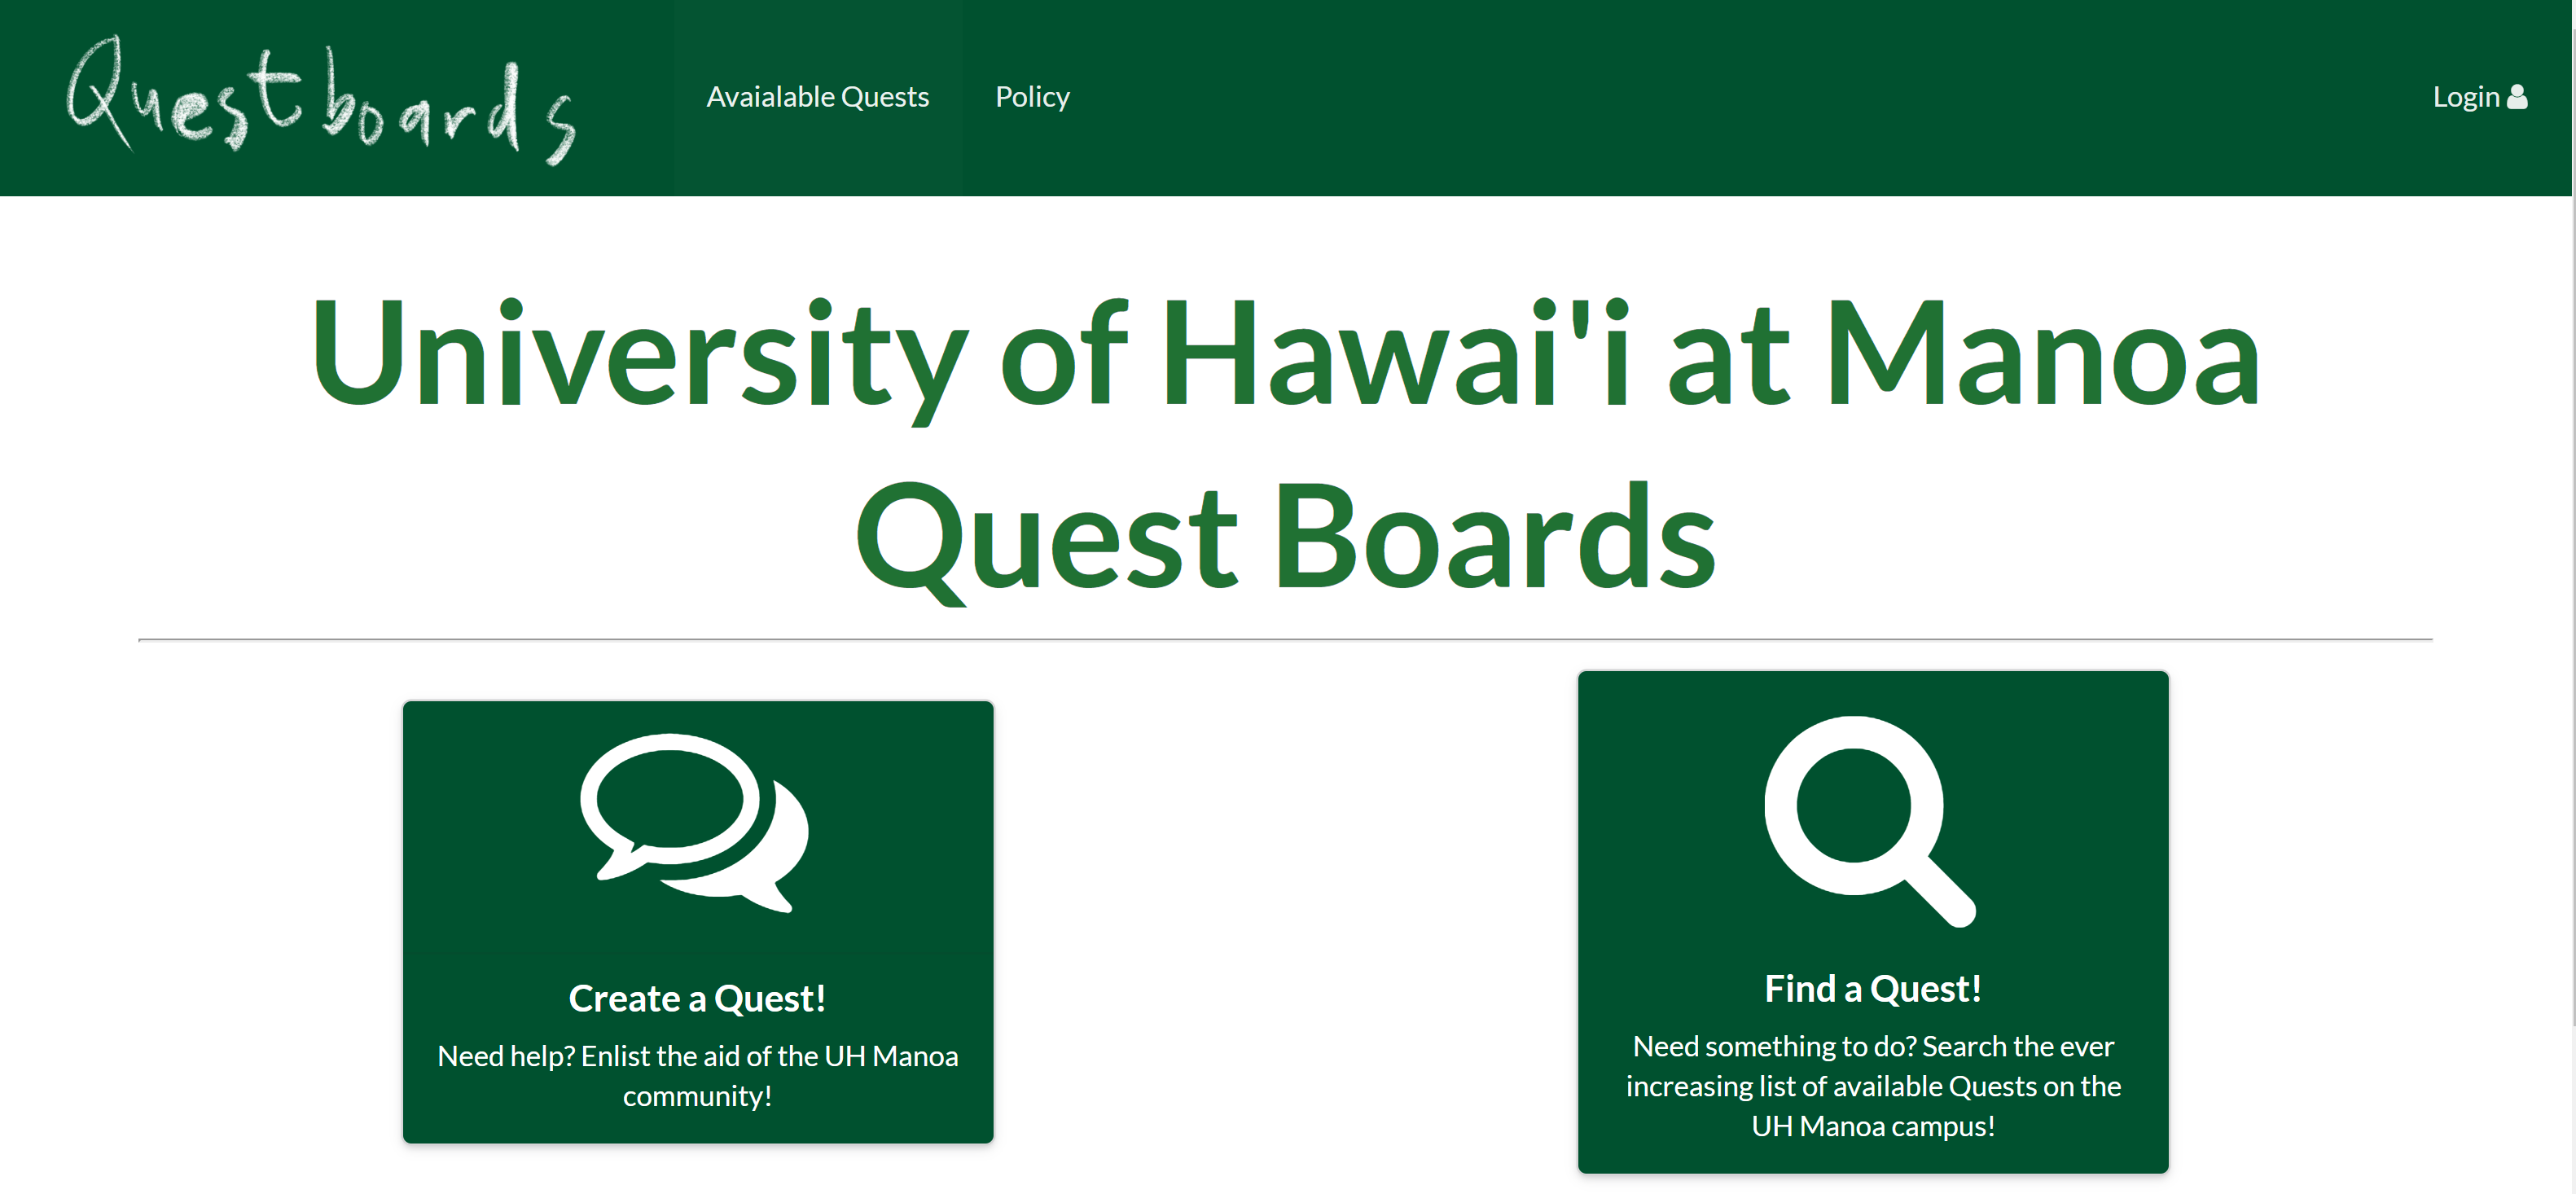 Questboards
Avaialable Quests
Policy
Login
University of Hawai'i at Manoa
Quest Boards
Create a Quest!
Need help? Enlist the aid of the UH Manoa
community!
Find a Quest!
Need something to do? Search the ever
increasing list of available Quests on the
UH Manoa campus!